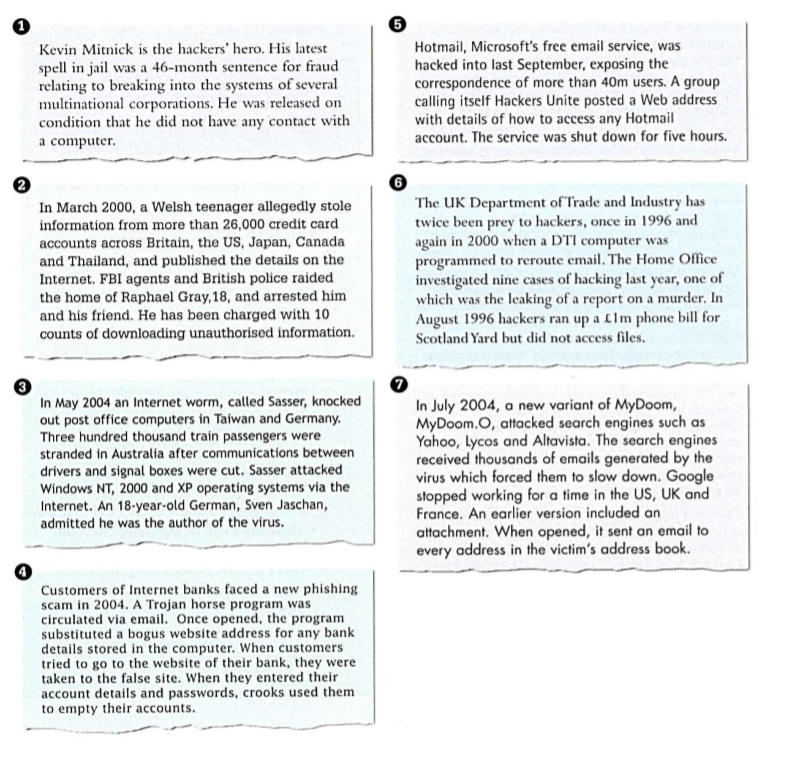 1
Kevin Mitnick is the hackers' hero. His latest
spell in jail was a 46-month sentence for fraud
relating to breaking into the systems of several
multinational corporations. He was released on
condition that he did not have any contact with
a computer.
2
In March 2000, a Welsh teenager allegedly stole
information from more than 26,000 credit card
accounts across Britain, the US, Japan, Canada
and Thailand, and published the details on the
Internet. FBI agents and British police raided
the home of Raphael Gray,18, and arrested him
and his friend. He has been charged with 10
counts of downloading unauthorised information.
3
In May 2004 an Internet worm, called Sasser, knocked
out post office computers in Taiwan and Germany.
Three hundred thousand train passengers were
stranded in Australia after communications between
drivers and signal boxes were cut. Sasser attacked
Windows NT, 2000 and XP operating systems via the
Internet. An 18-year-old German, Sven Jaschan,
admitted he was the author of the virus.
4
Customers of Internet banks faced a new phishing
scam in 2004. A Trojan horse program was
circulated via email. Once opened, the program
substituted a bogus website address for any bank
details stored in the computer. When customers
tried to go to the website of their bank, they were
taken to the false site. When they entered their
account details and passwords, crooks used them
to empty their accounts.
5
Hotmail, Microsoft's free email service, was
hacked into last September, exposing the
correspondence of more than 40m users. A group
calling itself Hackers Unite posted a Web address
with details of how to access any Hotmail
account. The service was shut down for five hours.
6
The UK Department of Trade and Industry has
twice been prey to hackers, once in 1996 and
again in 2000 when a DTI computer was
programmed to reroute email. The Home Office
investigated nine cases of hacking last year, one of
which was the leaking of a report on a murder. In
August 1996 hackers ran up a £1m phone bill for
Scotland Yard but did not access files.
7
In July 2004, a new variant of MyDoom,
MyDoom.O, attacked search engines such as
Yahoo, Lycos and Altavista. The search engines
received thousands of emails generated by the
virus which forced them to slow down. Google
stopped working for a time in the US, UK and
France. An earlier version included an
attachment. When opened, it sent an email to
every address in the victim's address book.